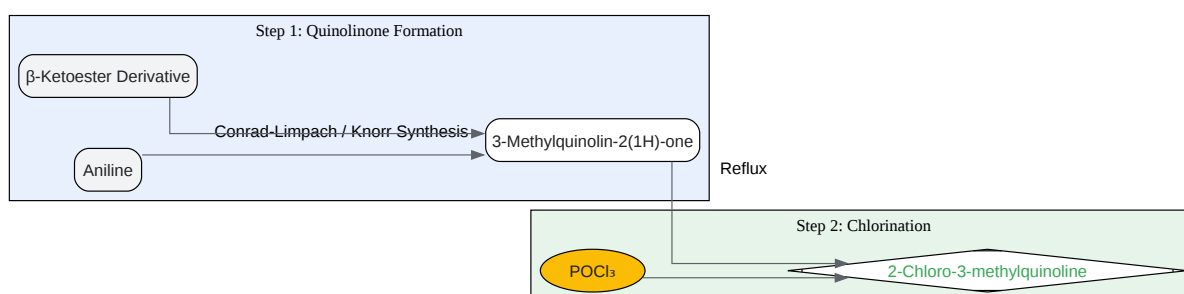 Step 1: Quinolinone Formation
β-Ketoester Derivative
Conrad-Limpach / Knorr Synthesis
3-Methylquinolin-2(1H)-one
Aniline
Reflux
Step 2: Chlorination
POCl₃
2-Chloro-3-methylquinoline